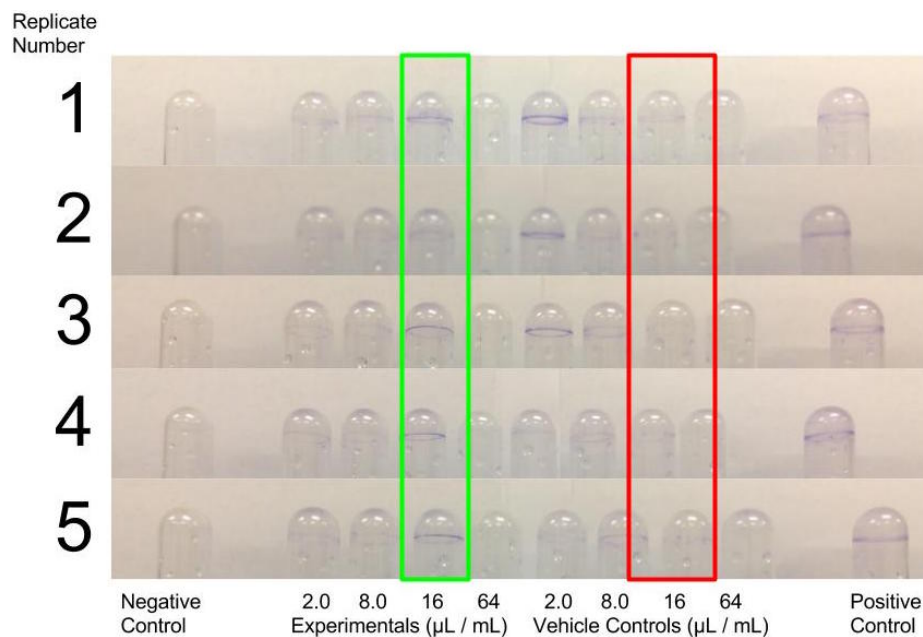 Replicate
Number
1
2
3
4
5
Negative
Control
2.0 8.0 16 64
Experimentals (µL / mL)
2.0 8.0 16 64
Vehicle Controls (µL / mL)
Positive
Control